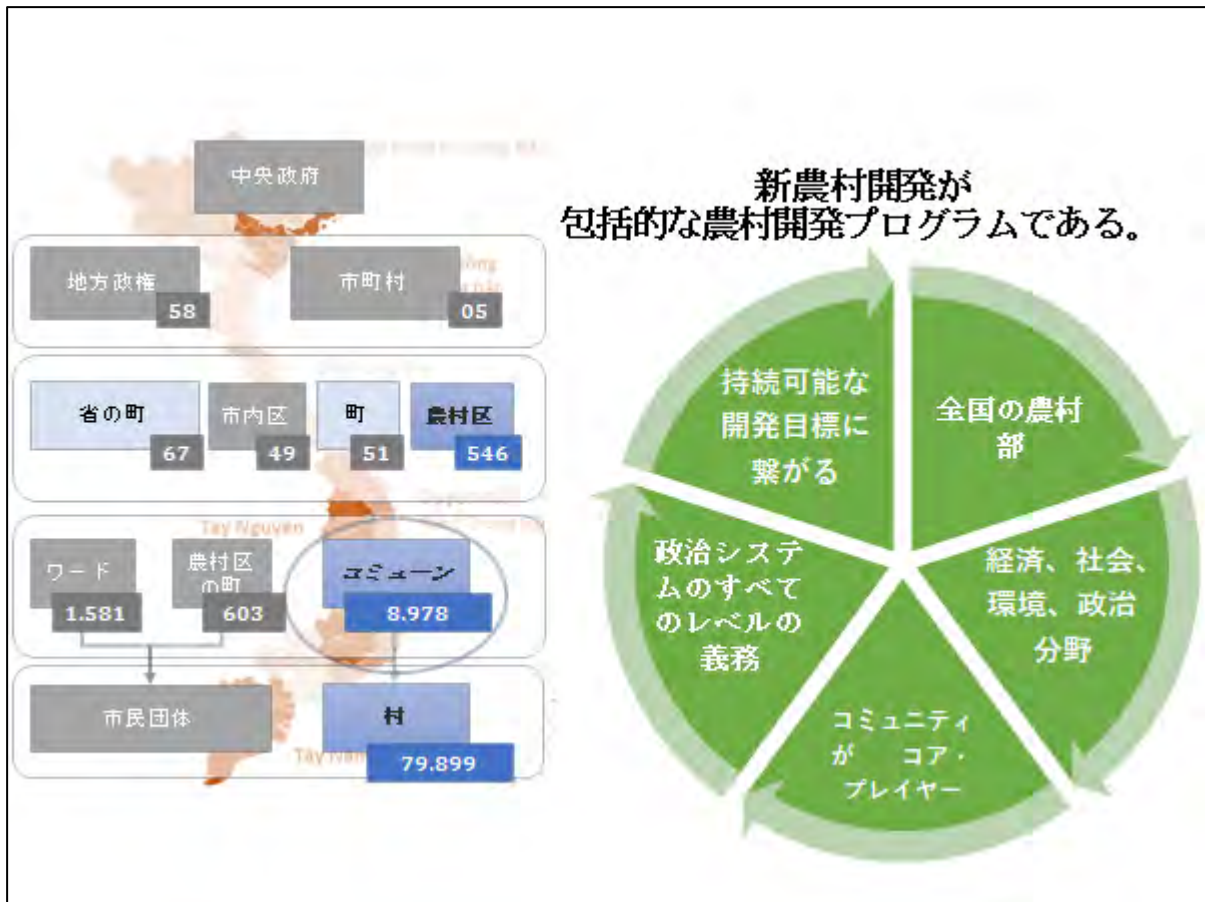 中央政府
地方政権
58
市町村
05
省の町
67
市内区
49
町
51
農村区
546
Tay Nguyen
ワード
1.581
農村区
の町
603
コミューン
8.978
市民団体
村
79.899
新農村開発が
包括的な農村開発プログラムである。
全国の農村
部
経済、社会、
環境、政治
分野
コミュニティ
が コア・
プレイヤー
政治システ
ムのすべて
のレベルの
義務
持続可能な
開発目標に
繋がる